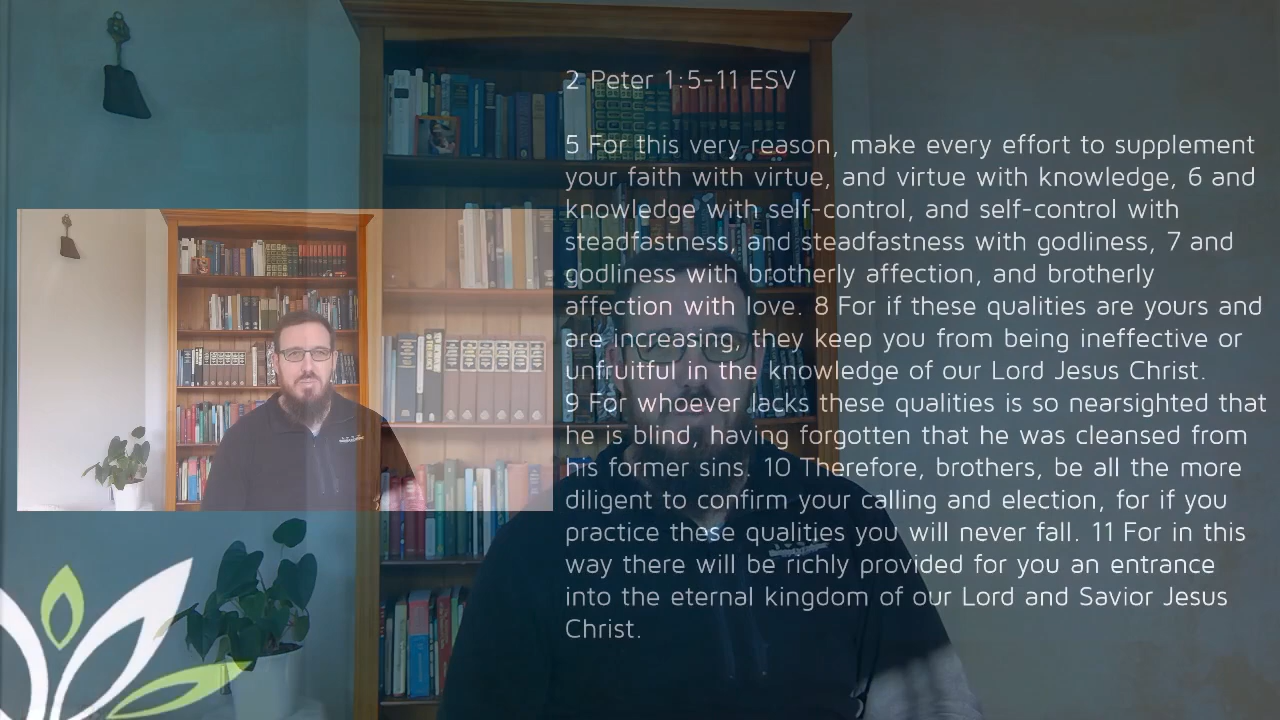 2 Peter 1:5-11 ESV
5 For this very reason, make every effort to supplement
your faith with virtue, and virtue with knowledge, 6 and
knowledge with self-control, and self-control with
steadfastness, and steadfastness with godliness, 7 and
godliness with brotherly affection, and brotherly
affection with love. 8 For if these qualities are yours and
are increasing, they keep you from being ineffective or
unfruitful in the knowledge of our Lord Jesus Christ.
9 For whoever lacks these qualities is so nearsighted that
he is blind, having forgotten that he was cleansed from
his former sins. 10 Therefore, brothers, be all the more
diligent to confirm your calling and election, for if you
practice these qualities you will never fall. 11 For in this
way there will be richly provided for you an entrance
into the eternal kingdom of our Lord and Savior Jesus
Christ.